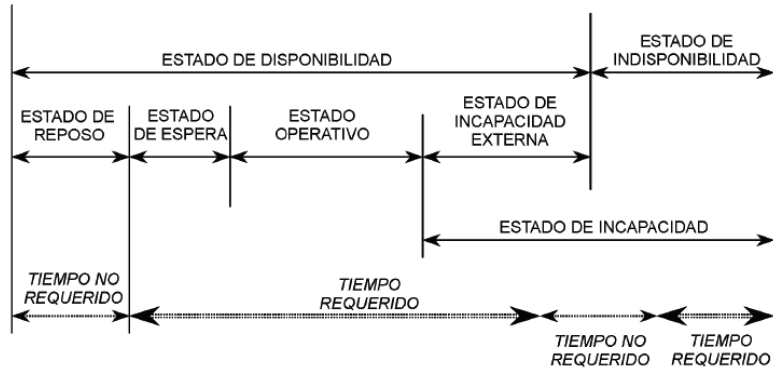 ESTADO DE DISPONIBILIDAD
ESTADO DE
INDISPONIBILIDAD
ESTADO DE
REPOSO
ESTADO
DE ESPERA
ESTADO
OPERATIVO
ESTADO DE
INCAPACIDAD
EXTERNA
ESTADO DE INCAPACIDAD
TIEMPO NO
REQUERIDO
TIEMPO
REQUERIDO
TIEMPO NO
REQUERIDO
TIEMPO
REQUERIDO